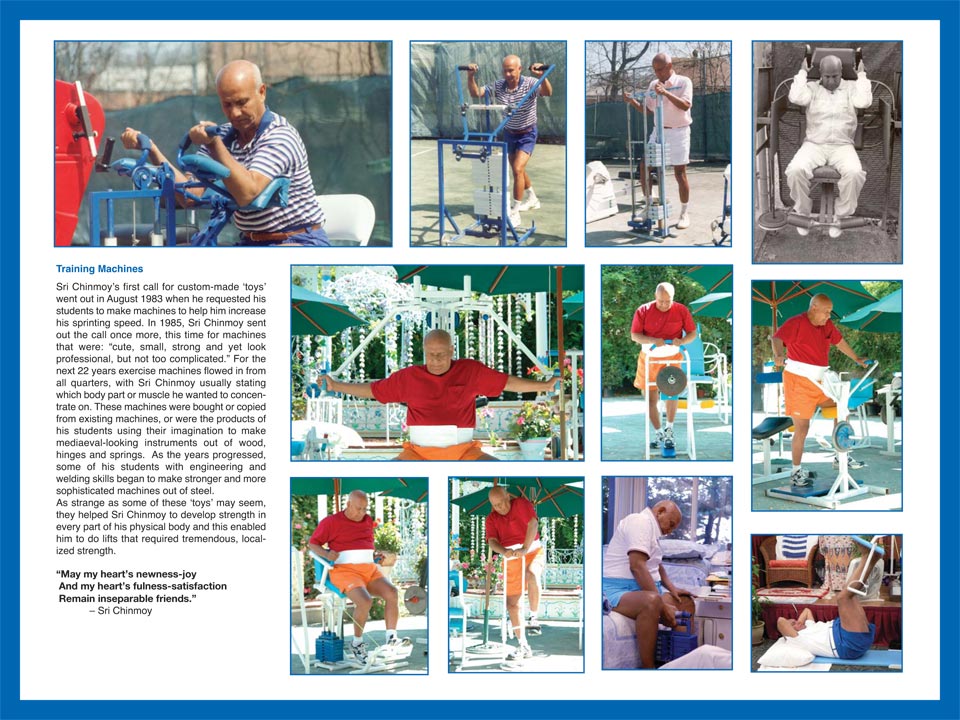 Training Machines
Sri Chinmoy’s first call for custom-made ‘toys’
went out in August 1983 when he requested his
students to make machines to help him increase
his sprinting speed. In 1985, Sri Chinmoy sent
out the call once more, this time for machines
that were: “cute, small, strong and yet look
professional, but not too complicated.” For the
next 22 years exercise machines flowed in from
all quarters, with Sri Chinmoy usually stating
which body part or muscle he wanted to concen-
trate on. These machines were bought or copied
from existing machines, or were the products of
his students using their imagination to make
mediaeval-looking instruments out of wood,
hinges and springs. As the years progressed,
some of his students with engineering and
welding skills began to make stronger and more
sophisticated machines out of steel.
As strange as some of these ‘toys’ may seem,
they helped Sri Chinmoy to develop strength in
every part of his physical body and this enabled
him to do lifts that required tremendous, local-
ized strength.
“May my heart’s newness-joy
And my heart’s fulness-satisfaction
Remain inseparable friends.”
– Sri Chinmoy